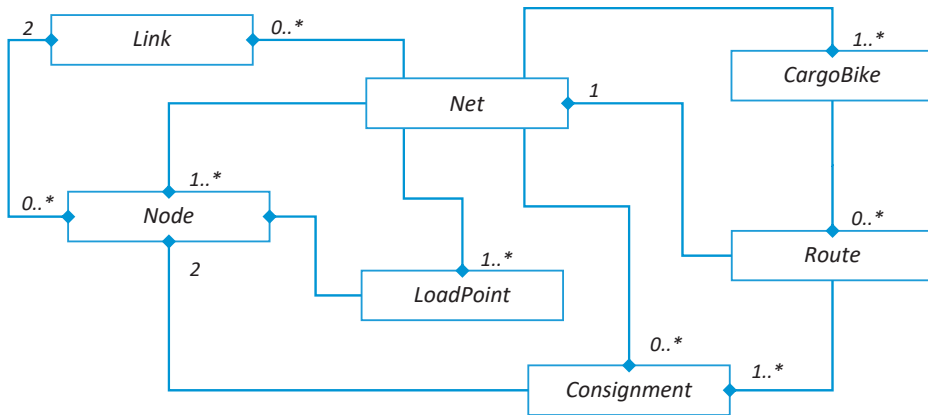 2
Link
0..*
1..*
CargoBike
Net
1
1..*
0..*
Node
0..*
Route
2
1..*
LoadPoint
0..*
1..*
Consignment